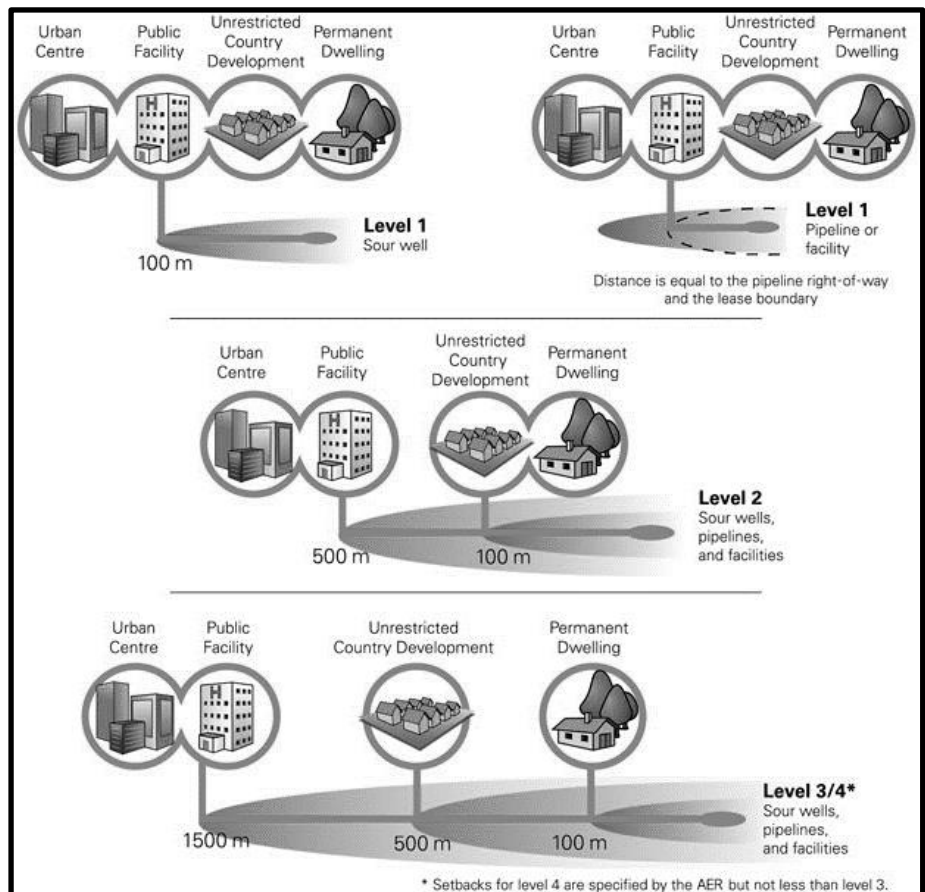 Urban Centre
Public Facility
Unrestricted Country Development
Permanent Dwelling
H
Level 1
Sour well
100 m
Urban Centre
Public Facility
Unrestricted Country Development
Permanent Dwelling
H
Level 1
Pipeline or facility
Distance is equal to the pipeline right-of-way
and the lease boundary
Urban Centre
Public Facility
Unrestricted Country Development
Permanent Dwelling
H
Level 2
Sour wells, pipelines, and facilities
500 m
100 m
Urban Centre
Public Facility
Unrestricted Country Development
Permanent Dwelling
H
Level 3/4*
Sour wells, pipelines, and facilities
1500 m
500 m
100 m
* Setbacks for level 4 are specified by the AER but not less than level 3.